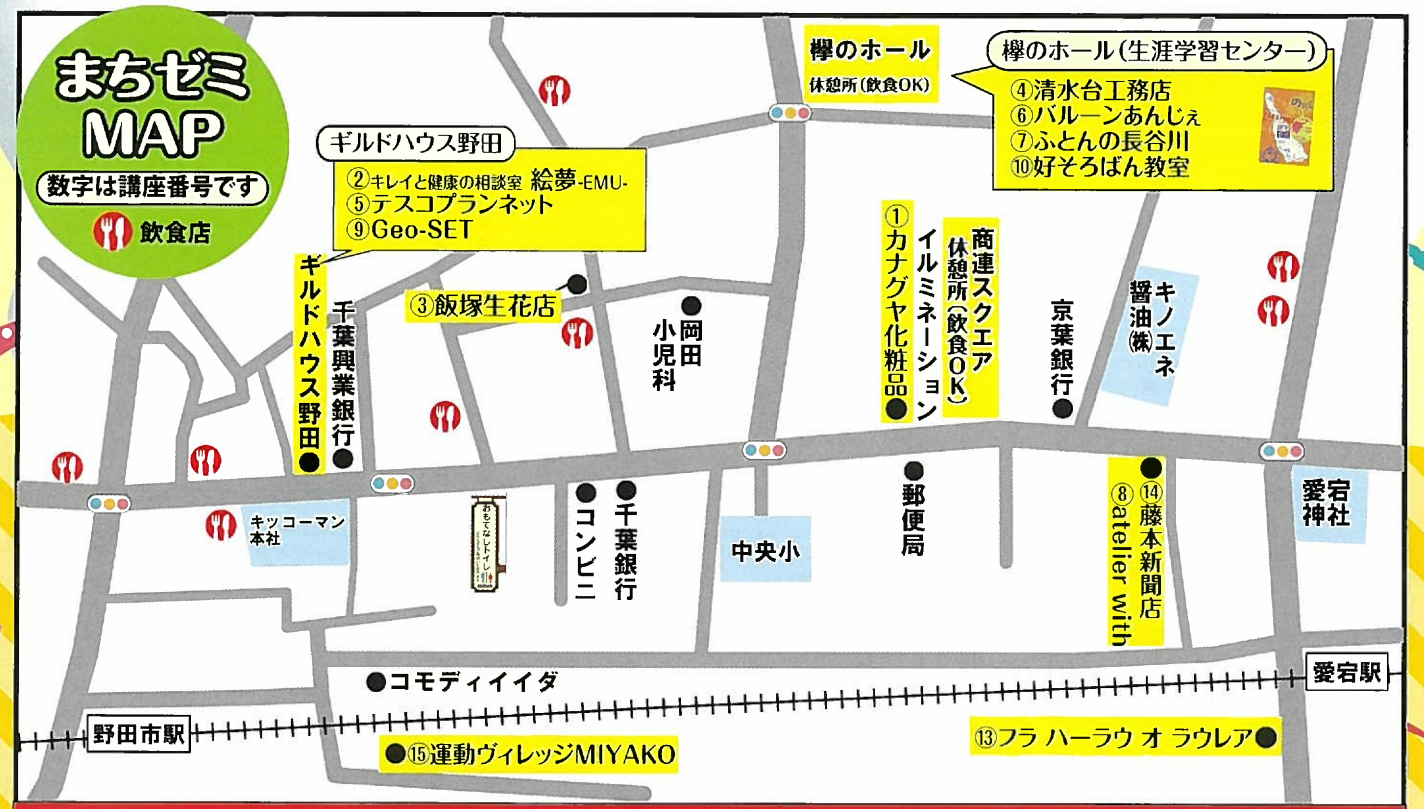 まちゼミ
MAP
数字は講座番号です
飲食店
ギルドハウス野田
②キレイと健康の相談室 絵夢-EMU-
⑤テスコプランネット
⑨Geo-SET
欅のホール
休憩所(飲食OK)
欅のホール(生涯学習センター)
④清水台工務店
⑥バルーンあんじぇ
⑦ふとんの長谷川
⑩好そろばん教室
ギルドハウス野田
千葉興業銀行
③飯塚生花店
岡田
小児科
①カナグヤ化粧品
イルミネーション
商連スクエア
休憩所(飲食OK)
京葉銀行
キノエネ
醤油㈱
キッコーマン
本社
おもてなしトイレ
コンビニ
千葉銀行
中央小
郵便局
⑭藤本新聞店
⑧atelier with
愛宕
神社
コモディイイダ
愛宕駅
野田市駅
⑮運動ヴィレッジMIYAKO
⑬フラ ハーラウ オ ラウレア